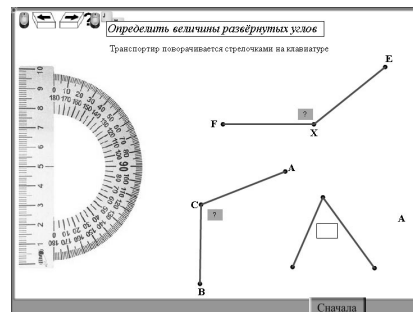 Определить величины развёрнутых углов
Транспортир поворачивается стрелочками на клавиатуре
E
?
F
X
A
C
?
A
B
Сначала